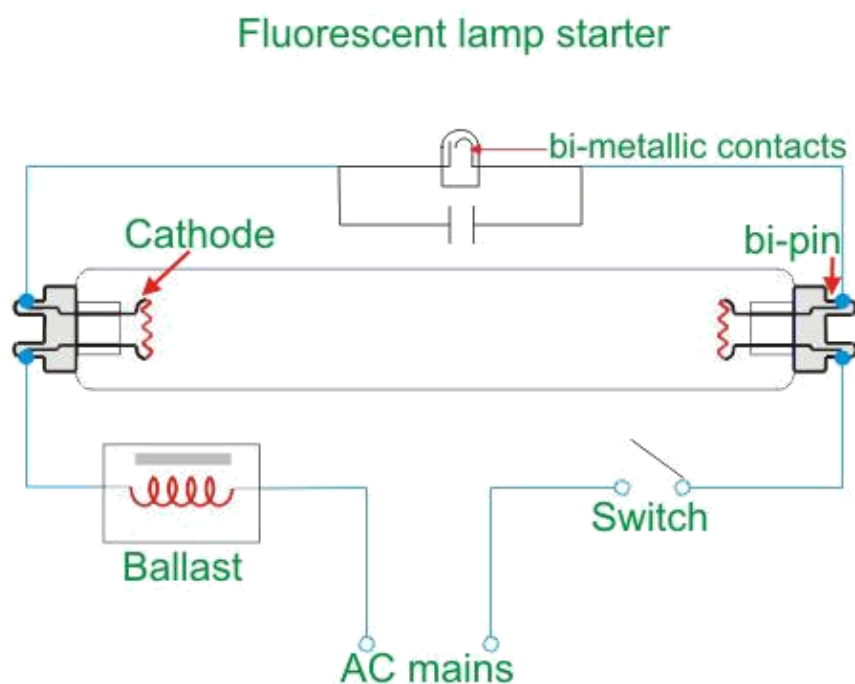 Fluorescent lamp starter
bi-metallic contacts
Cathode
bi-pin
Switch
Ballast
AC mains